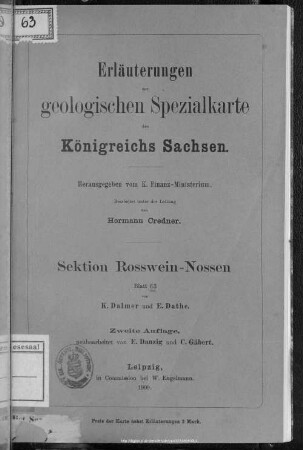 63
Erläuterungen
zur
geologischen Spezialkarte
des
Königreichs Sachsen.
Herausgegeben vom K. Finanz-Ministerium.
Bearbeitet unter der Leitung
von
Hermann Credner.
Sektion Rosswein-Nossen
Blatt 63
von
K. Dalmer und E. Dathe.
Zweite Auflage,
neubearbeitet von E. Danzig und C. Gäbert.
Leipzig,
in Commission bei W. Engelmann.
Preis der Karte nebst Erläuterungen 3 Mark.